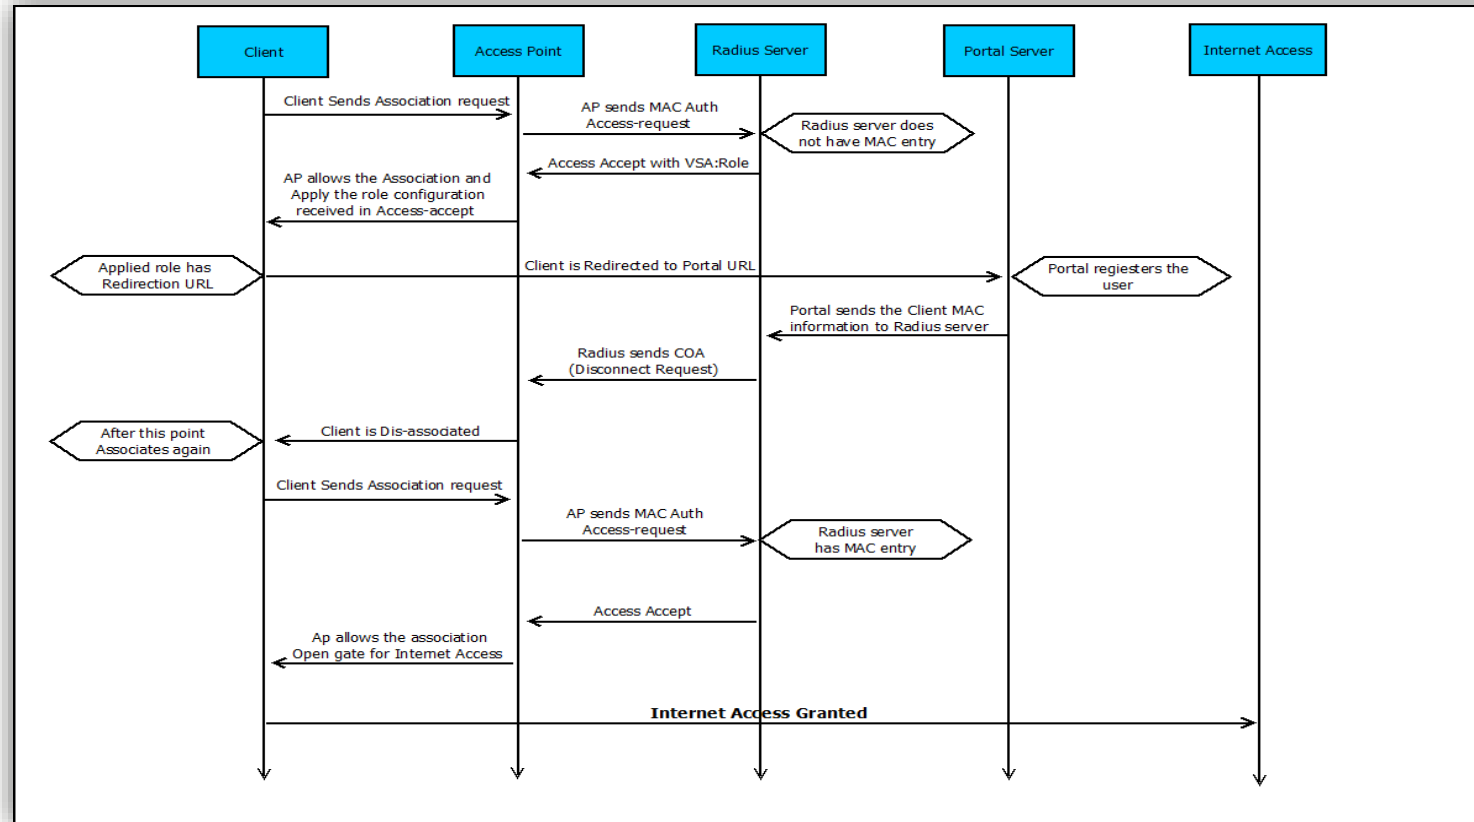 Client
Access Point
Radius Server
Portal Server
Internet Access
Client Sends Association request
AP sends MAC Auth
Access-request
Radius server does
not have MAC entry
Access Accept with VSA:Role
AP allows the Association and
Apply the role configuration
received in Access-accept
Applied role has
Redirection URL
Client is Redirected to Portal URL
Portal regiesters the
user
Portal sends the Client MAC
information to Radius server
Radius sends COA
(Disconnect Request)
After this point
Associates again
Client is Dis-associated
Client Sends Association request
AP sends MAC Auth
Access-request
Radius server
has MAC entry
Access Accept
Ap allows the association
Open gate for Internet Access
Internet Access Granted